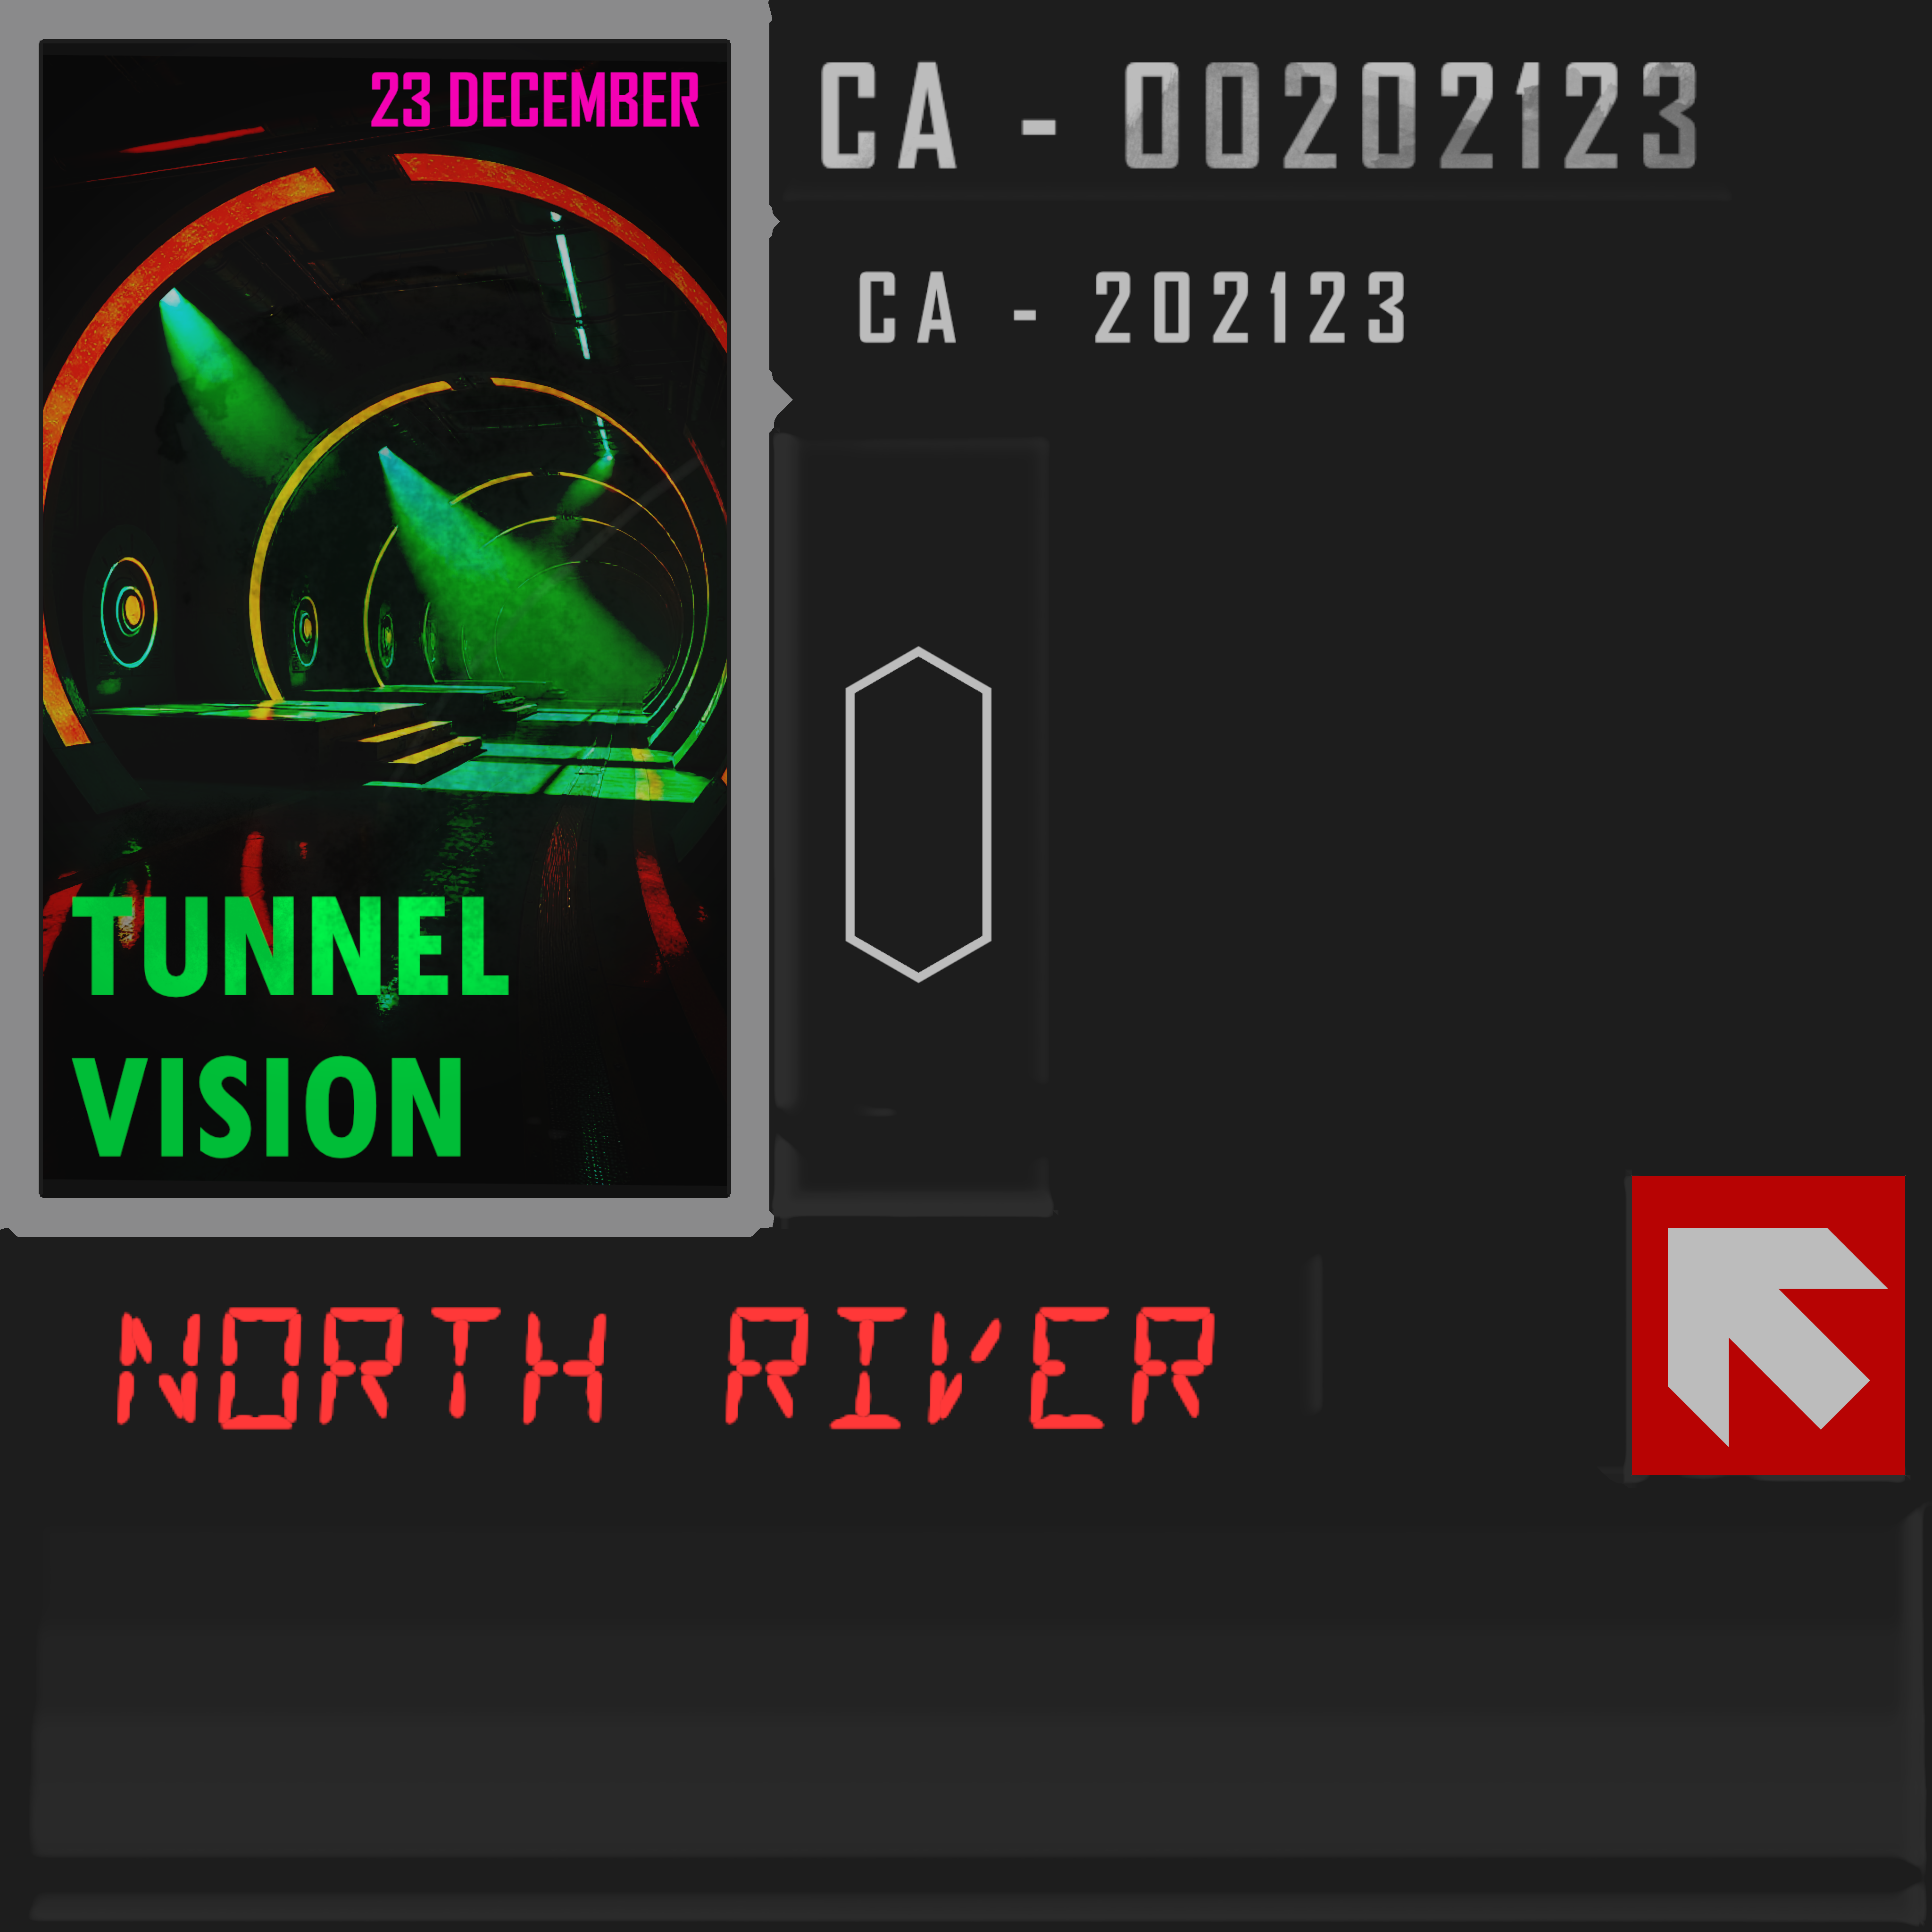 23 DECEMBER
TUNNEL
VISION
CA - 00202123
CA - 202123
NORTH RIVER